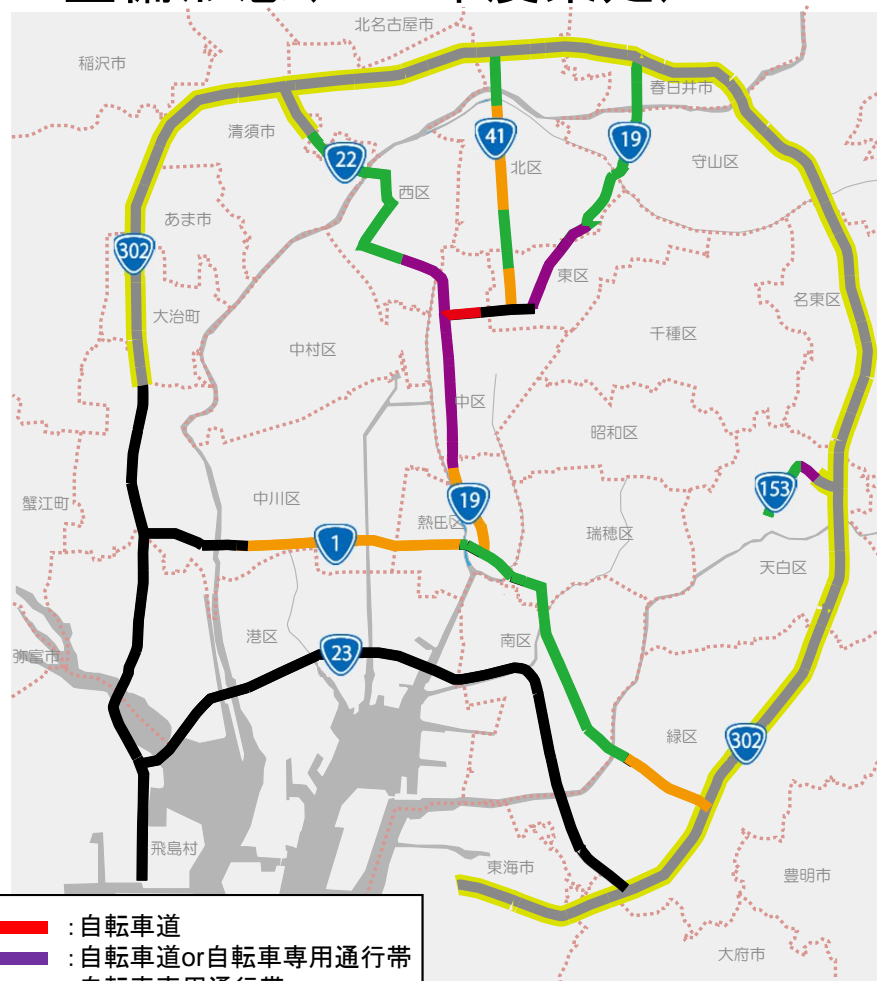 北名古屋市
稲沢市
春日井市
清須市
41
19
22
北区
守山区
西区
あま市
302
東区
名東区
大治町
千種区
中村区
中区
昭和区
153
蟹江町
中川区
19
熱田区
1
瑞穂区
天白区
港区
23
南区
弥富市
緑区
302
飛島村
東海市
豊明市
:自転車道
:自転車道or自転車専用通行帯
大府市